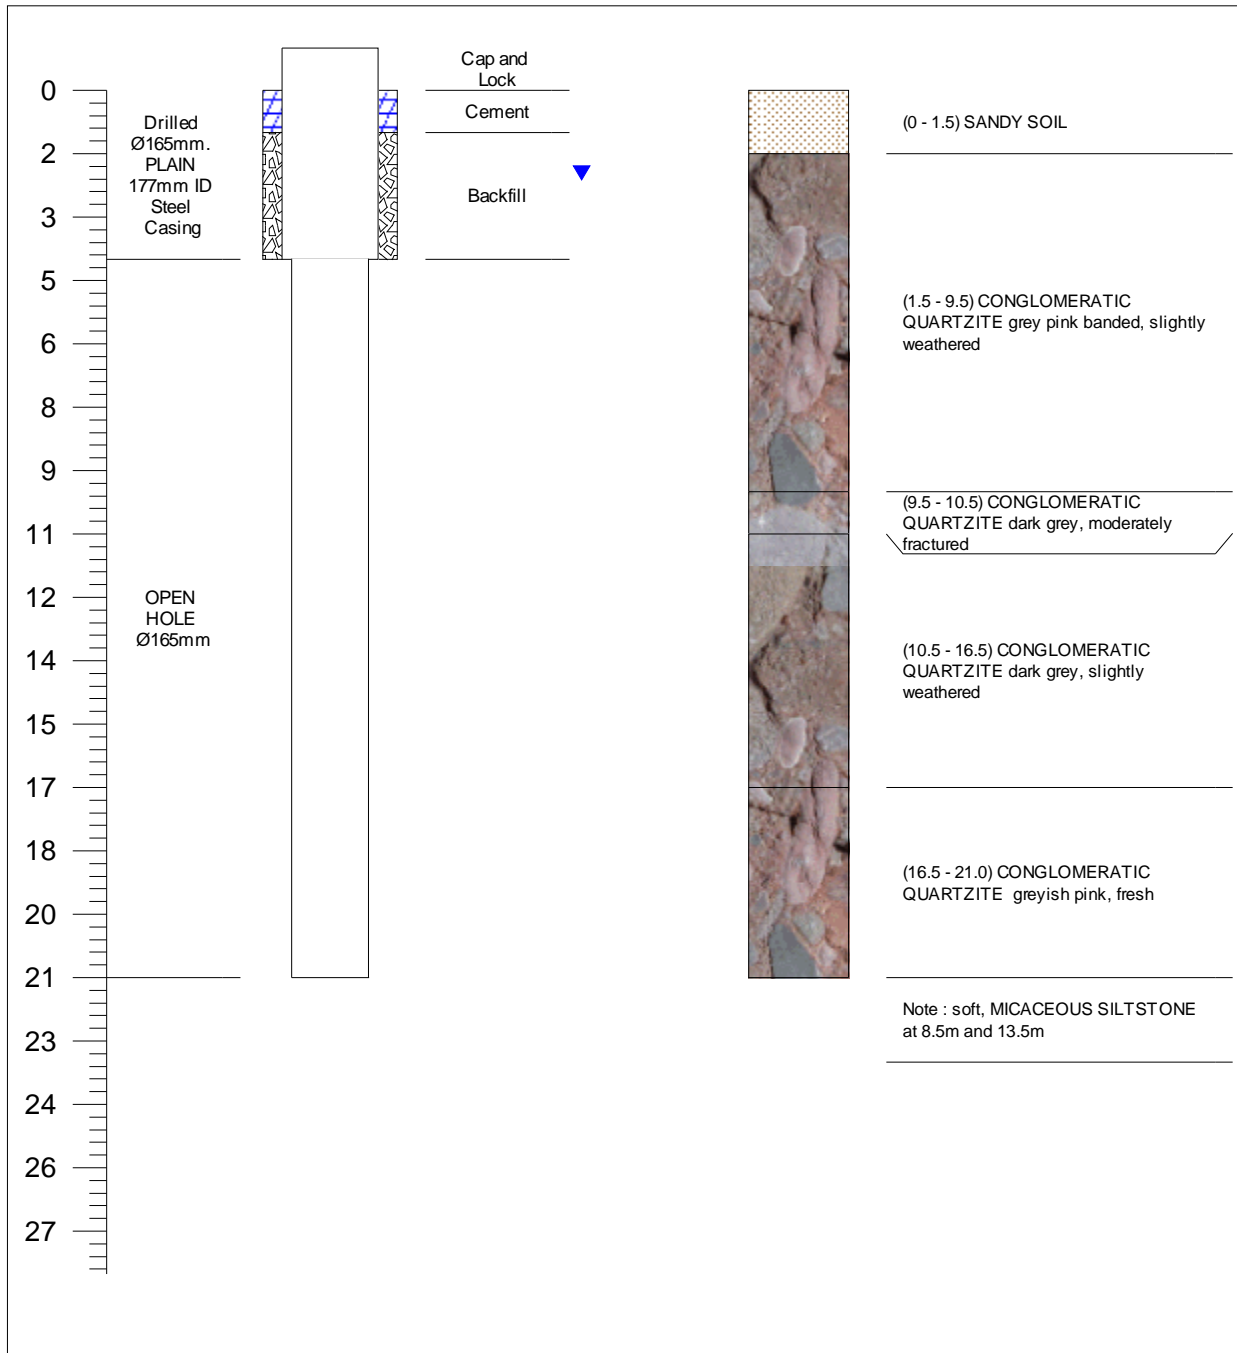 0
2
3
5
6
8
9
11
12
14
15
17
18
20
21
23
24
26
27
Drilled
Ø165mm.
PLAIN
177mm ID
Steel
Casing
OPEN
HOLE
Ø165mm
Cap and
Lock
Cement
Backfill
(0 - 1.5) SANDY SOIL
(1.5 - 9.5) CONGLOMERATIC
QUARTZITE grey pink banded, slightly
weathered
(9.5 - 10.5) CONGLOMERATIC
QUARTZITE dark grey, moderately
fractured
(10.5 - 16.5) CONGLOMERATIC
QUARTZITE dark grey, slightly
weathered
(16.5 - 21.0) CONGLOMERATIC
QUARTZITE greyish pink, fresh
Note : soft, MICACEOUS SILTSTONE
at 8.5m and 13.5m